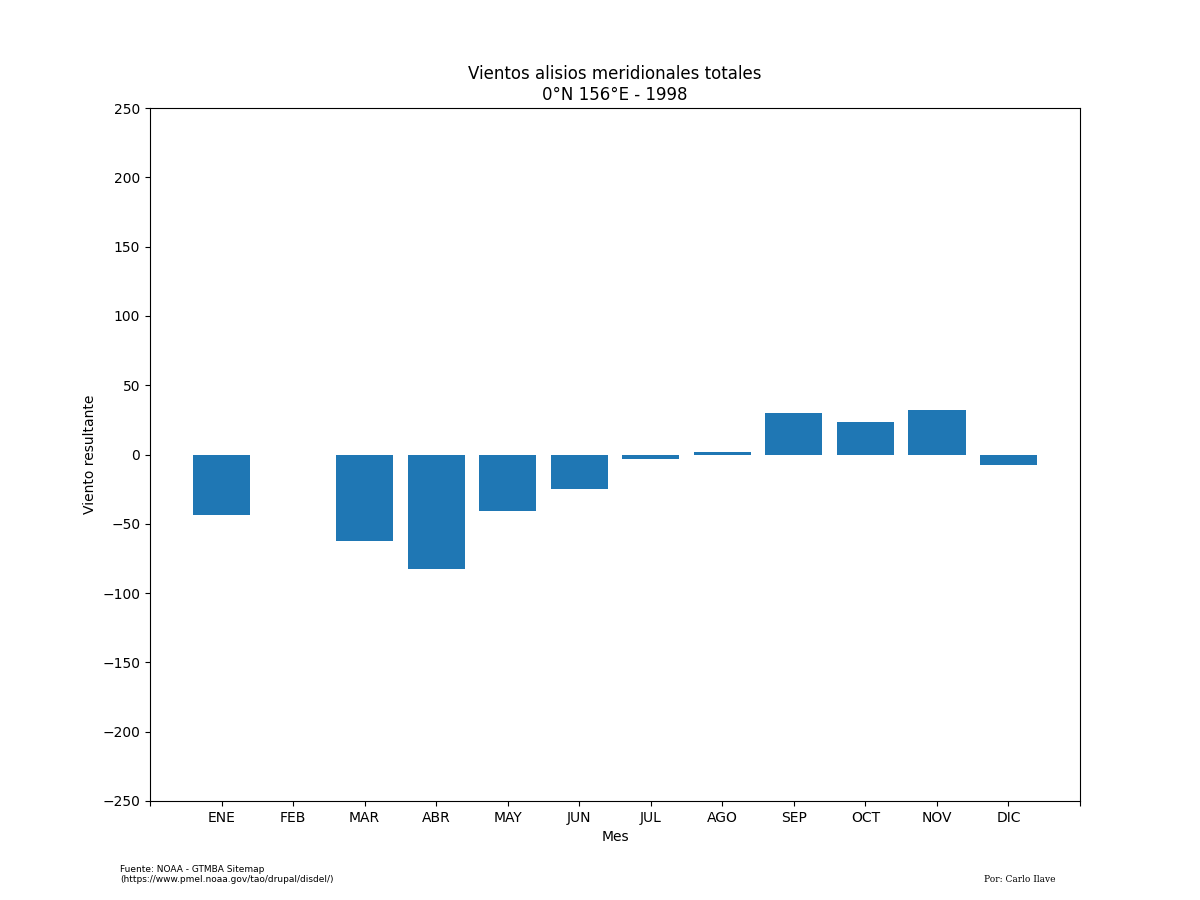 Vientos alisios meridionales totales
0°N 156°E - 1998
250
200
150
100
50
0
−50
−100
−150
−200
−250
Viento resultante
ENE FEB MAR ABR MAY JUN JUL AGO SEP OCT NOV DIC
Mes
Fuente: NOAA - GTMBA Sitemap
(https://www.pmel.noaa.gov/tao/drupal/disdel/)
Por: Carlo Ilave